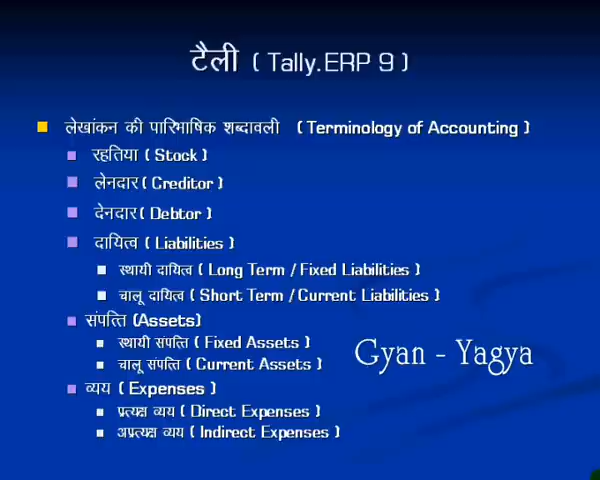 टैली ( Tally.ERP 9 )
लेखांकन की पारिभाषिक शब्दावली ( Terminology of Accounting )
रहतिया ( Stock )
लेनदार ( Creditor )
देनदार ( Debtor )
दायित्व ( Liabilities )
स्थायी दायित्व ( Long Term / Fixed Liabilities )
चालू दायित्व ( Short Term / Current Liabilities )
संपत्ति (Assets)
स्थायी संपत्ति ( Fixed Assets )
चालू संपत्ति ( Current Assets )
Gyan - Yagya
व्यय ( Expenses )
प्रत्यक्ष व्यय ( Direct Expenses )
अप्रत्यक्ष व्यय ( Indirect Expenses )